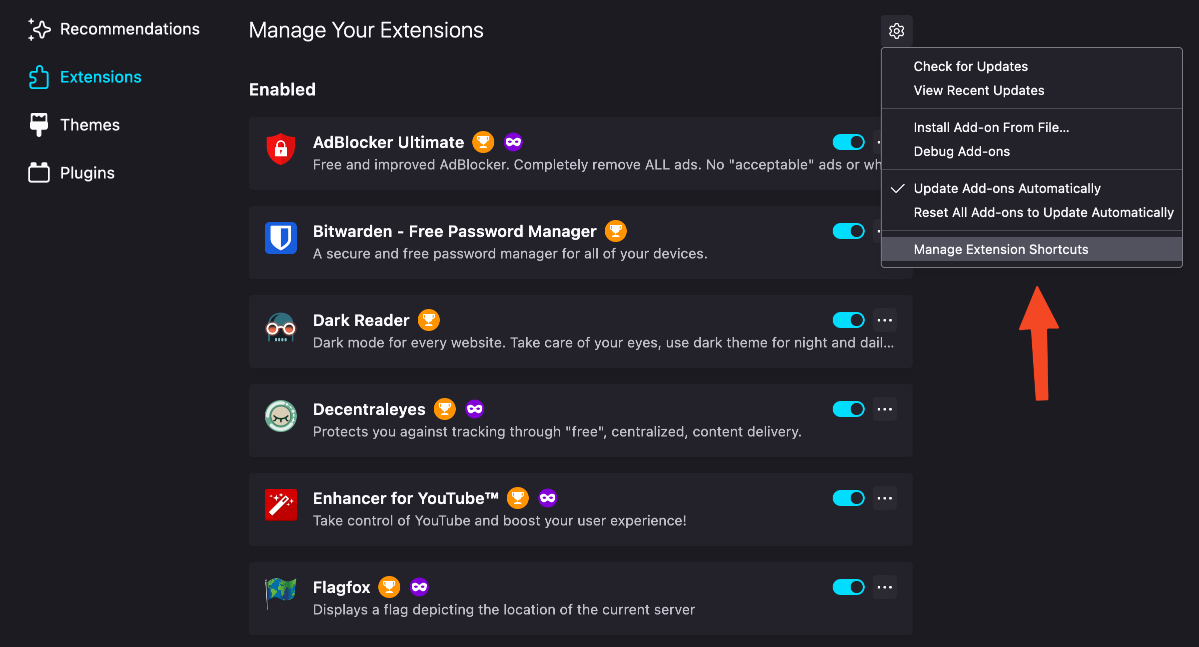 Recommendations
Extensions
Themes
Plugins
Manage Your Extensions
Enabled
AdBlocker Ultimate
Free and improved AdBlocker. Completely remove ALL ads. No "acceptable" ads or wh
Bitwarden - Free Password Manager
A secure and free password manager for all of your devices.
Dark Reader
Dark mode for every website. Take care of your eyes, use dark theme for night and dail...
Decentraleyes
Protects you against tracking through "free", centralized, content delivery.
Enhancer for YouTube™
Take control of YouTube and boost your user experience!
Flagfox
Displays a flag depicting the location of the current server
Check for Updates
View Recent Updates
Install Add-on From File...
Debug Add-ons
Update Add-ons Automatically
Reset All Add-ons to Update Automatically
Manage Extension Shortcuts